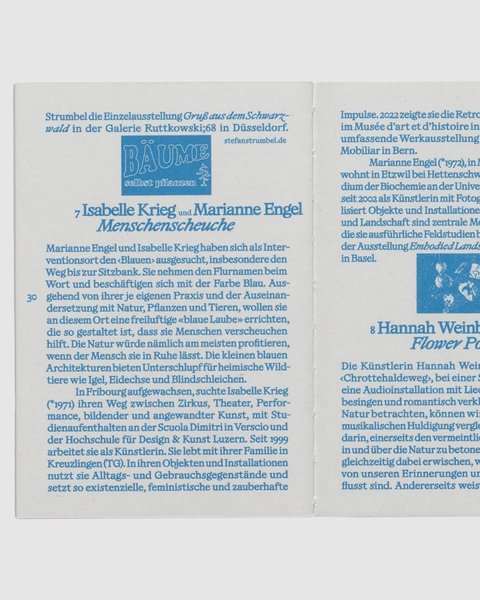 Strumbel die Einzelausstellung Gruß aus dem Schwarz-
wald in der Galerie Ruttkowski;68 in Düsseldorf.
stefanstrumbel.de
BÄUME
selbst pflanzen
7 Isabelle Krieg und Marianne Engel
Menschenscheuche
Marianne Engel und Isabelle Krieg haben sich als Inter-
ventionsort den ‹Blauen› ausgesucht, insbesondere den
Weg bis zur Sitzbank. Sie nehmen den Flurnamen beim
Wort und beschäftigen sich mit der Farbe Blau. Aus-
30
gehend von ihrer je eigenen Praxis und der Auseinan-
dersetzung mit Natur, Pflanzen und Tieren, wollen sie
an diesem Ort eine freiluftige «blaue Laube» errichten,
die so gestaltet ist, dass sie Menschen verscheuchen
hilft. Die Natur würde nämlich am meisten profitieren,
wenn der Mensch sie in Ruhe lässt. Die kleinen blauen
Architekturen bieten Unterschlupf für heimische Wild-
tiere wie Igel, Eidechse und Blindschleichen.
In Fribourg aufgewachsen, suchte Isabelle Krieg
(*1971) ihren Weg zwischen Zirkus, Theater, Perfor-
mance, bildender und angewandter Kunst, mit Stu-
dienaufenthalten an der Scuola Dimitri in Verscio und
der Hochschule für Design & Kunst Luzern. Seit 1999
arbeitet sie als Künstlerin. Sie lebt mit ihrer Familie in
Kreuzlingen (TG). In ihren Objekten und Installationen
nutzt sie Alltags- und Gebrauchsgegenstände und
setzt so existenzielle, feministische und zauberhafte
Impulse. 2022 zeigte sie die Retro
im Musée d'art et d'histoire in
umfassende Werkausstellung
Mobiliar in Bern.
Marianne Engel (*1972), in M
wohnt in Etzwil bei Hettenschw
dium der Biochemie an der Unive
seit 2002 als Künstlerin mit Fotog
lisiert Objekte und Installatione
und Landschaft sind zentrale Mo
die sie ausführliche Feldstudien b
der Ausstellung Embodied Lands
in Basel.
8 Hannah Weinb
Flower Po
Die Künstlerin Hannah Wein
‹Chrottehaldeweg›, bei einer S
eine Audioinstallation mit Lied
besingen und romantisch verkl
Natur betrachten, können wir
musikalischen Huldigung vergle
darin, einerseits den vermeintlic
in und über die Natur zu betone
gleichzeitig dabei erwischen, w
von unseren Erinnerungen un
flusst sind. Andererseits weis